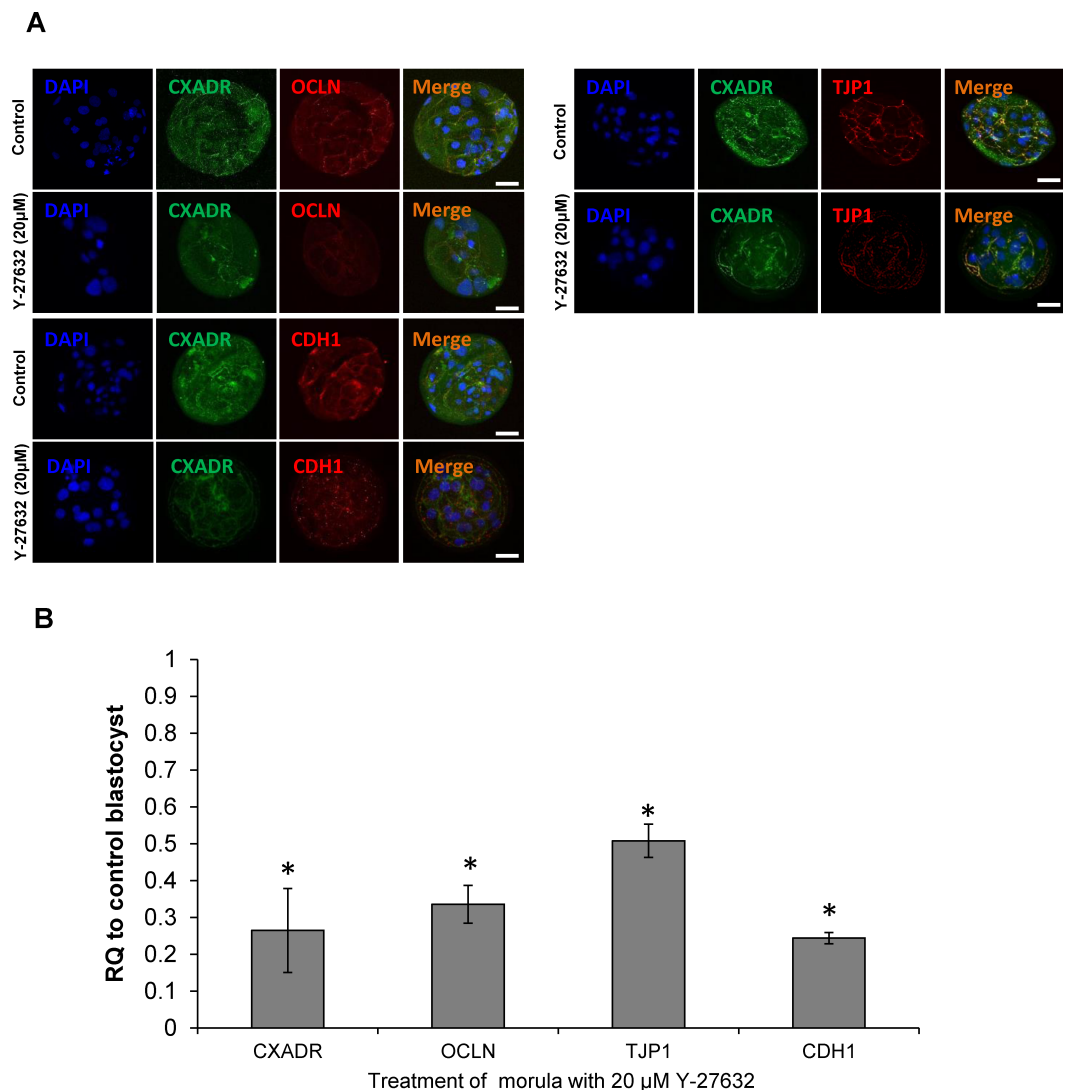 A
Control
DAPI CXADR OCLN Merge
Y-27632 (20μM)
DAPI CXADR OCLN Merge
Control
DAPI CXADR CDH1 Merge
Y-27632 (20μM)
DAPI CXADR CDH1 Merge
Control
DAPI CXADR TJP1 Merge
Y-27632 (20μM)
DAPI CXADR TJP1 Merge
B
RQ to control blastocyst
1
0.9
0.8
0.7
0.6
0.5
0.4
0.3
0.2
0.1
0
* * * *
CXADR OCLN TJP1 CDH1
Treatment of morula with 20 μM Y-27632